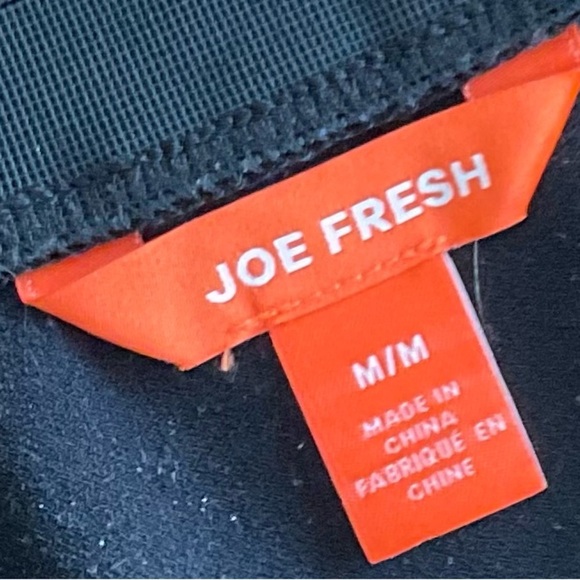 JOE FRESH
M/M
MADE IN
CHINA
FABRIQUÉ EN
CHINE